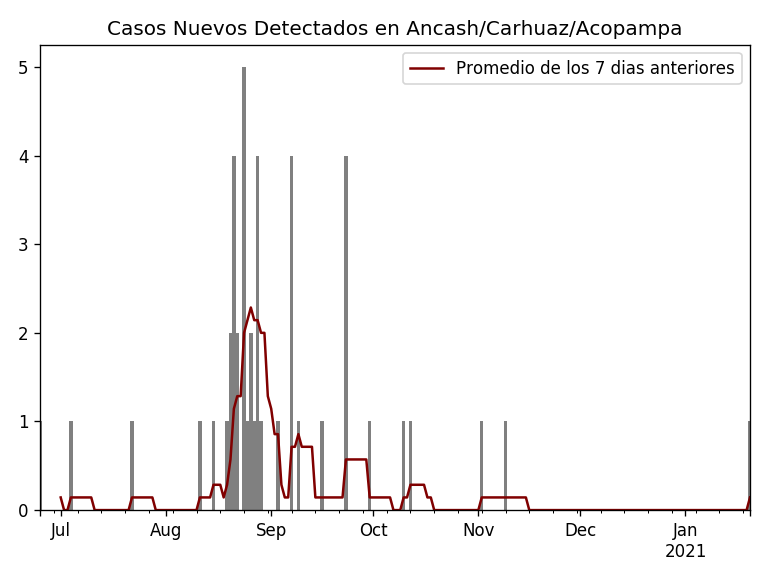 Casos Nuevos Detectados en Ancash/Carhuaz/Acopampa
Promedio de los 7 dias anteriores
5
4
3
2
1
0
Jul Aug Sep Oct Nov Dec Jan
2021